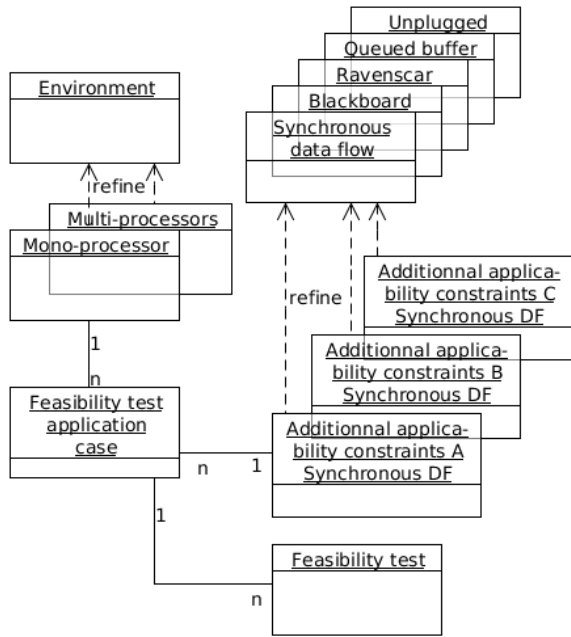 Unplugged
Queued buffer
Ravenscar
Blackboard
Synchronous
data flow
Environment
refine
Multi-processors
Mono-processor
1
n
Feasibility test
application
case
n
1
refine
Additionnal applica-
bility constraints C
Synchronous DF
Additionnal applica-
bility constraints B
Synchronous DF
Additionnal applica-
bility constraints A
Synchronous DF
1
n
Feasibility test